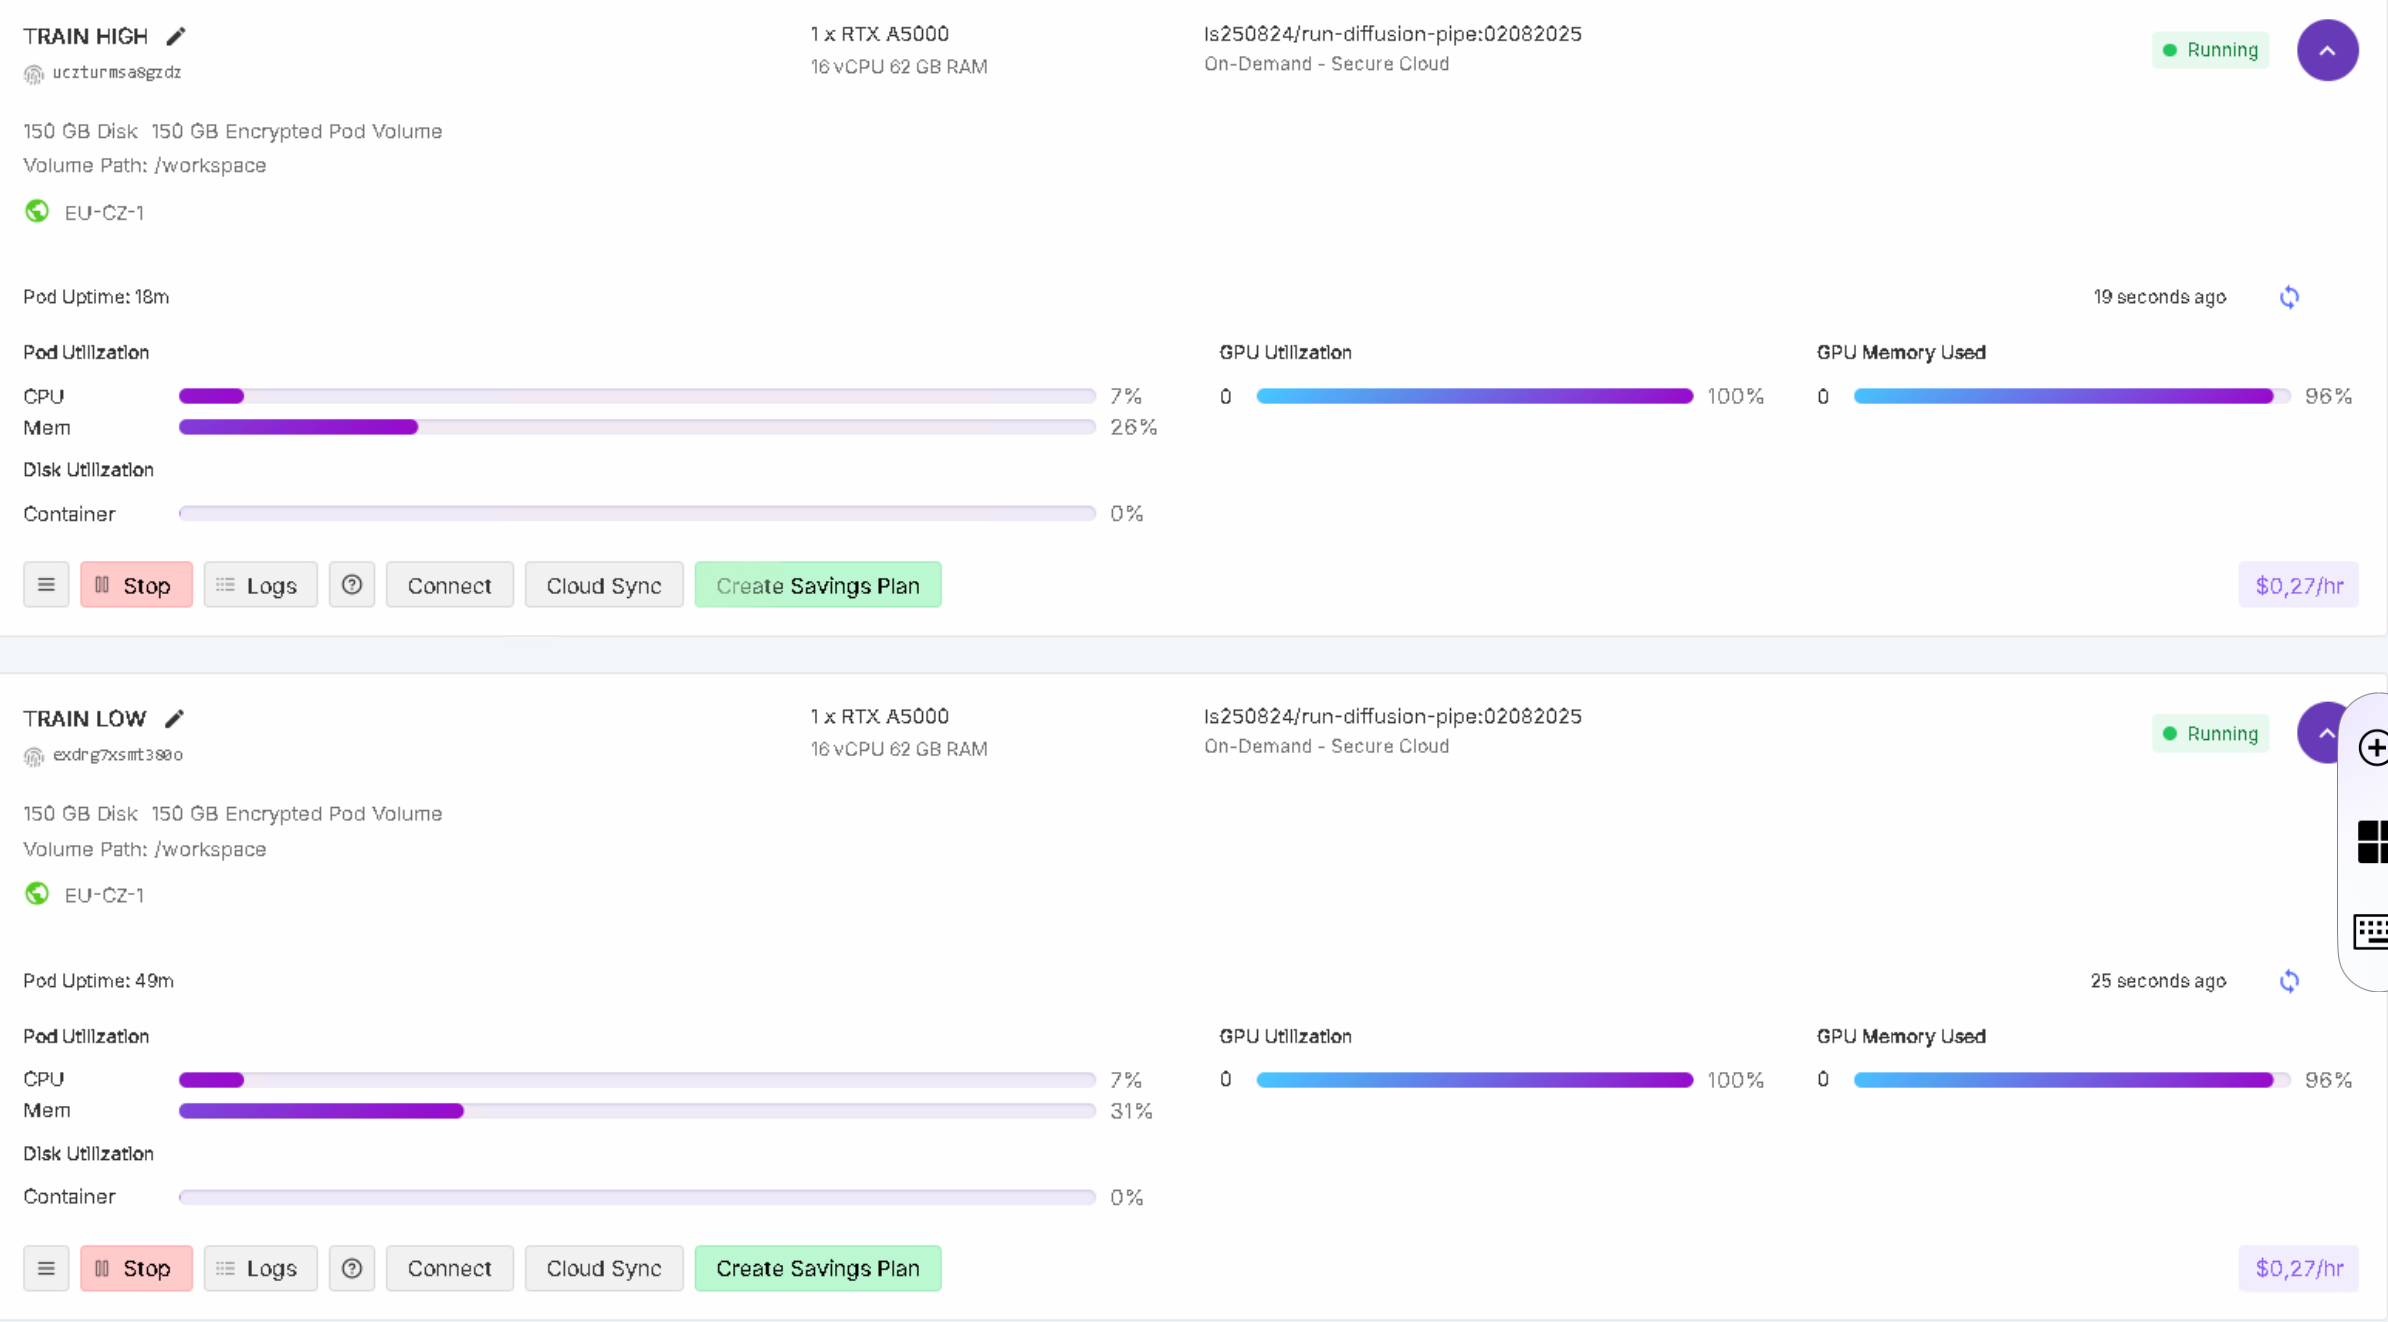 TRAIN HIGH
uczturmsa8gzdz
1 x RTX A5000
16 vCPU 62 GB RAM
ls250824/run-diffusion-pipe:02082025
On-Demand - Secure Cloud
Running
150 GB Disk 150 GB Encrypted Pod Volume
Volume Path: /workspace
EU-CZ-1
Pod Uptime: 18m
19 seconds ago
Pod Utilization
GPU Utilization
GPU Memory Used
CPU 7%
0 100%
0 96%
Mem 26%
Disk Utilization
Container 0%
Stop Logs Connect Cloud Sync Create Savings Plan
$0,27/hr
TRAIN LOW
exdrg7xsmt380o
1 x RTX A5000
16 vCPU 62 GB RAM
ls250824/run-diffusion-pipe:02082025
On-Demand - Secure Cloud
Running
150 GB Disk 150 GB Encrypted Pod Volume
Volume Path: /workspace
EU-CZ-1
Pod Uptime: 49m
25 seconds ago
Pod Utilization
GPU Utilization
GPU Memory Used
CPU 7%
0 100%
0 96%
Mem 31%
Disk Utilization
Container 0%
Stop Logs Connect Cloud Sync Create Savings Plan
$0,27/hr